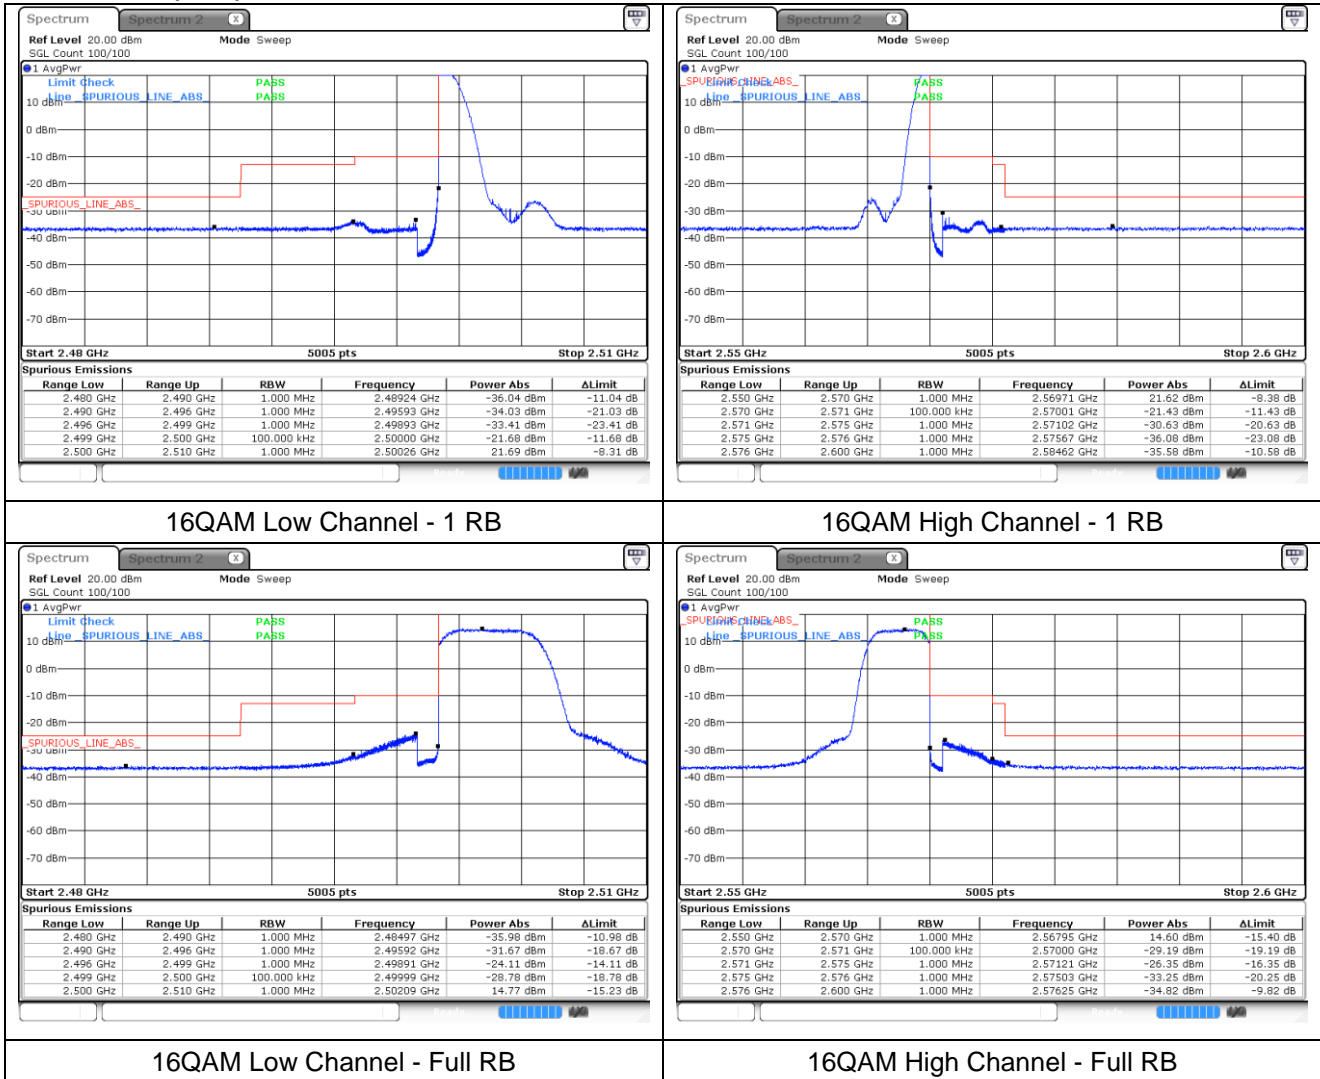 Spectrum Spectrum 2 X
Ref Level 20.00 dBm Mode Sweep
SGL Count 100/100
1 AvgPwr
Limit Check PASS
Line _SPURIOUS_LINE_ABS_ PASS
10 dBm
0 dBm
-10 dBm
-20 dBm
_SPURIOUS_LINE_ABS_
-30 dBm
-40 dBm
-50 dBm
-60 dBm
-70 dBm
Start 2.48 GHz 5005 pts Stop 2.51 GHz
Spurious Emissions
Range Low Range Up RBW Frequency Power Abs ΔLimit
2.480 GHz 2.490 GHz 1.000 MHz 2.48924 GHz -36.04 dBm -11.04 dB
2.490 GHz 2.496 GHz 1.000 MHz 2.49593 GHz -34.03 dBm -21.03 dB
2.496 GHz 2.499 GHz 1.000 MHz 2.49893 GHz -33.41 dBm -23.41 dB
2.499 GHz 2.500 GHz 100.000 kHz 2.50000 GHz -21.68 dBm -11.68 dB
2.500 GHz 2.510 GHz 1.000 MHz 2.50026 GHz 21.69 dBm -8.31 dB
16QAM Low Channel - 1 RB
Spectrum Spectrum 2 X
Ref Level 20.00 dBm Mode Sweep
SGL Count 100/100
1 AvgPwr
_SPURIOUS_LINE_ABS_
Limit Check PASS
Line _SPURIOUS_LINE_ABS_ PASS
10 dBm
0 dBm
-10 dBm
-20 dBm
-30 dBm
-40 dBm
-50 dBm
-60 dBm
-70 dBm
Start 2.55 GHz 5005 pts Stop 2.6 GHz
Spurious Emissions
Range Low Range Up RBW Frequency Power Abs ΔLimit
2.550 GHz 2.570 GHz 1.000 MHz 2.56971 GHz 21.62 dBm -8.38 dB
2.570 GHz 2.571 GHz 100.000 kHz 2.57001 GHz -21.43 dBm -11.43 dB
2.571 GHz 2.575 GHz 1.000 MHz 2.57102 GHz -30.63 dBm -20.63 dB
2.575 GHz 2.576 GHz 1.000 MHz 2.57567 GHz -36.08 dBm -23.08 dB
2.576 GHz 2.600 GHz 1.000 MHz 2.58462 GHz -35.58 dBm -10.58 dB
16QAM High Channel - 1 RB
Spectrum Spectrum 2 X
Ref Level 20.00 dBm Mode Sweep
SGL Count 100/100
1 AvgPwr
Limit Check PASS
Line _SPURIOUS_LINE_ABS_ PASS
10 dBm
0 dBm
-10 dBm
-20 dBm
_SPURIOUS_LINE_ABS_
-30 dBm
-40 dBm
-50 dBm
-60 dBm
-70 dBm
Start 2.48 GHz 5005 pts Stop 2.51 GHz
Spurious Emissions
Range Low Range Up RBW Frequency Power Abs ΔLimit
2.480 GHz 2.490 GHz 1.000 MHz 2.48497 GHz -35.98 dBm -10.98 dB
2.490 GHz 2.496 GHz 1.000 MHz 2.49592 GHz -31.67 dBm -18.67 dB
2.496 GHz 2.499 GHz 1.000 MHz 2.49891 GHz -24.11 dBm -14.11 dB
2.499 GHz 2.500 GHz 100.000 kHz 2.49999 GHz -28.78 dBm -18.78 dB
2.500 GHz 2.510 GHz 1.000 MHz 2.50209 GHz 14.77 dBm -15.23 dB
16QAM Low Channel - Full RB
Spectrum Spectrum 2 X
Ref Level 20.00 dBm Mode Sweep
SGL Count 100/100
1 AvgPwr
_SPURIOUS_LINE_ABS_
Limit Check PASS
Line _SPURIOUS_LINE_ABS_ PASS
10 dBm
0 dBm
-10 dBm
-20 dBm
-30 dBm
-40 dBm
-50 dBm
-60 dBm
-70 dBm
Start 2.55 GHz 5005 pts Stop 2.6 GHz
Spurious Emissions
Range Low Range Up RBW Frequency Power Abs ΔLimit
2.550 GHz 2.570 GHz 1.000 MHz 2.56795 GHz 14.60 dBm -15.40 dB
2.570 GHz 2.571 GHz 100.000 kHz 2.57000 GHz -29.19 dBm -19.19 dB
2.571 GHz 2.575 GHz 1.000 MHz 2.57121 GHz -26.35 dBm -16.35 dB
2.575 GHz 2.576 GHz 1.000 MHz 2.57503 GHz -33.25 dBm -20.25 dB
2.576 GHz 2.600 GHz 1.000 MHz 2.57625 GHz -34.82 dBm -9.82 dB
16QAM High Channel - Full RB